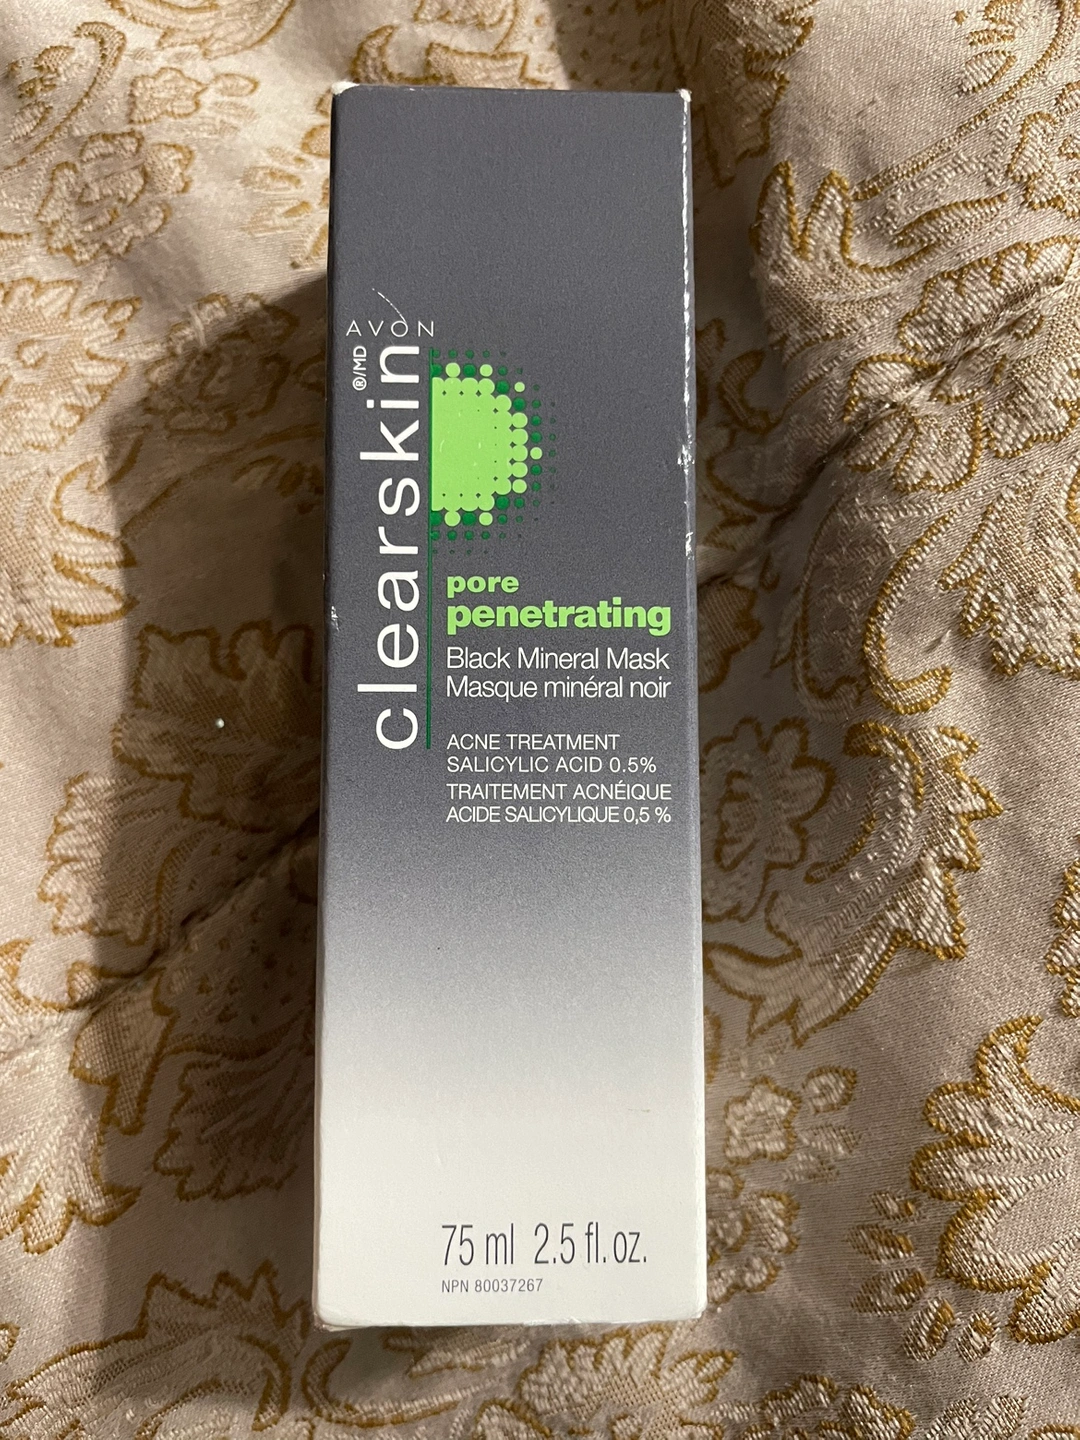 AVON
clearskin®/MD
pore
penetrating
Black Mineral Mask
Masque minéral noir
ACNE TREATMENT
SALICYLIC ACID 0.5%
TRAITEMENT ACNÉIQUE
ACIDE SALICYLIQUE 0,5 %
75 ml 2.5 fl. oz.
NPN 80037267